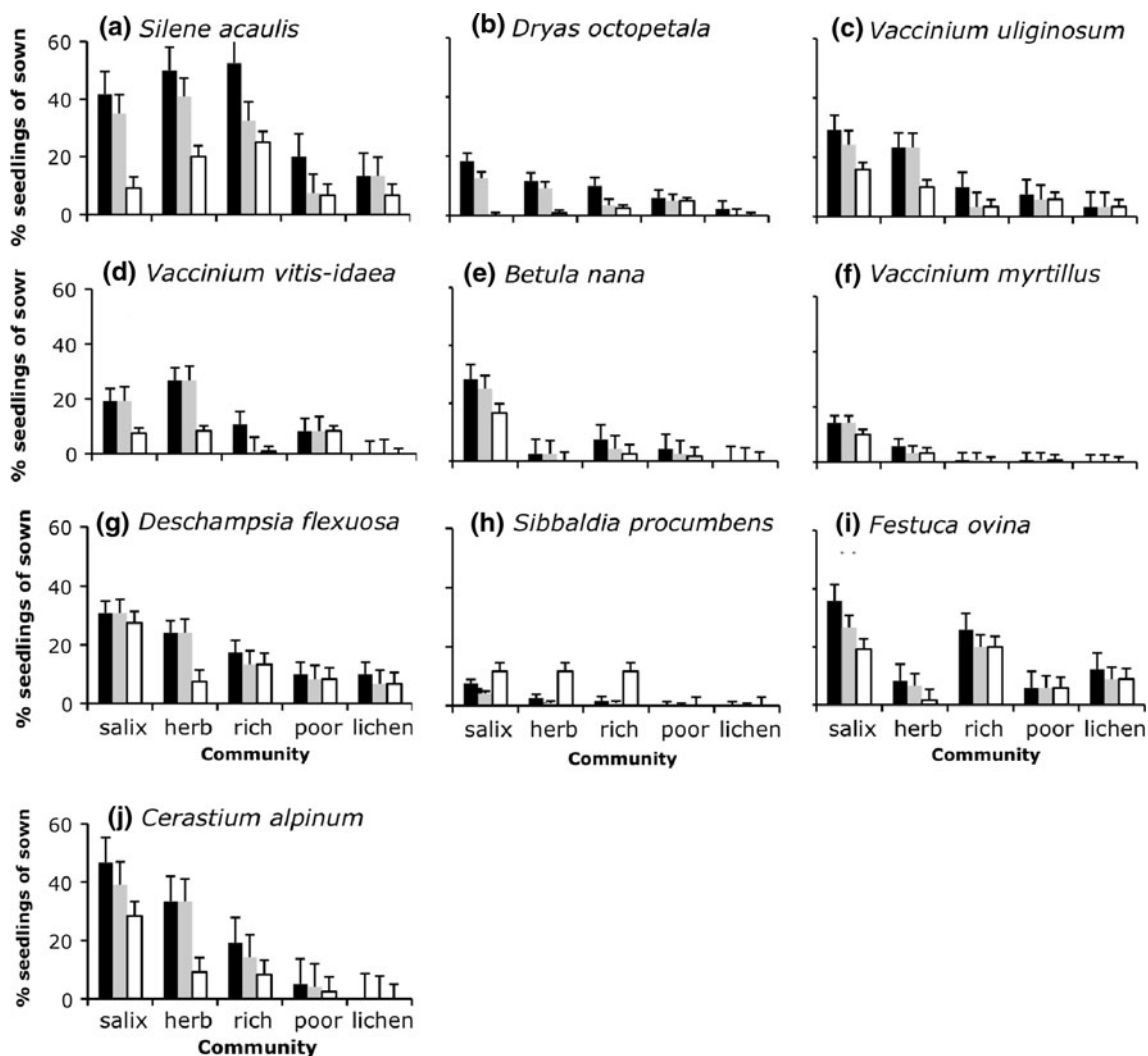 (a) Silene acaulis
(b) Dryas octopetala
(c) Vaccinium uliginosum
% seedlings of sown
60
40
20
0
(d) Vaccinium vitis-idaea
(e) Betula nana
(f) Vaccinium myrtillus
% seedlings of sowr
60
40
20
0
(g) Deschampsia flexuosa
(h) Sibbaldia procumbens
(i) Festuca ovina
% seedlings of sown
60
40
20
0
salix herb rich poor lichen
Community
salix herb rich poor lichen
Community
salix herb rich poor lichen
Community
(j) Cerastium alpinum
% seedlings of sown
60
40
20
0
salix herb rich poor lichen
Community